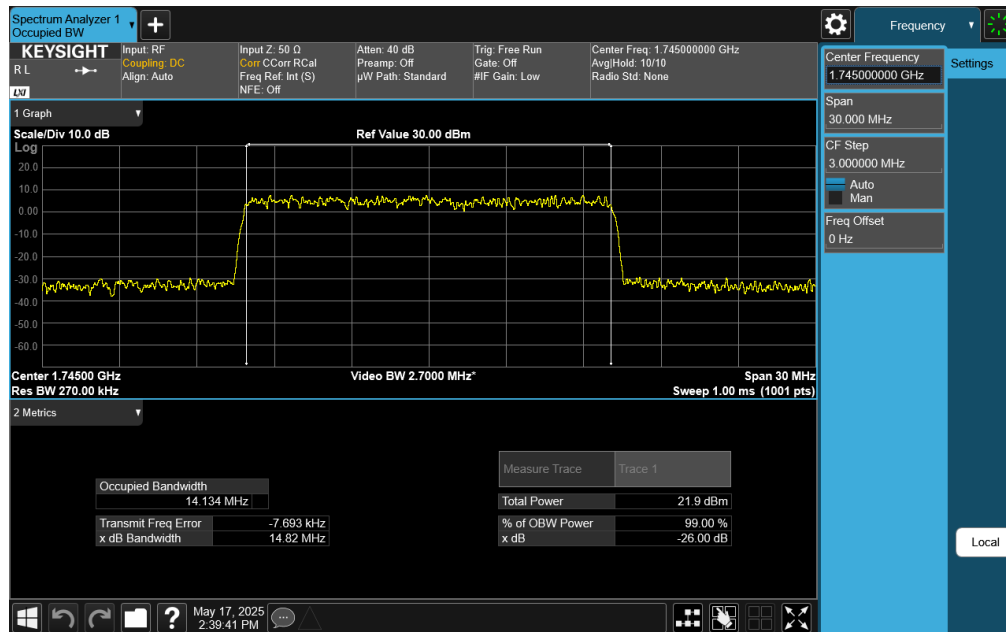 Spectrum Analyzer 1
Occupied BW
Frequency
KEYSIGHT
R L
LXI
Input: RF
Coupling: DC
Align: Auto
Input Z: 50 Ω
Corr CCorr RCal
Freq Ref: Int (S)
NFE: Off
Atten: 40 dB
Preamp: Off
µW Path: Standard
Trig: Free Run
Gate: Off
#IF Gain: Low
Center Freq: 1.745000000 GHz
Avg|Hold: 10/10
Radio Std: None
Center Frequency
1.745000000 GHz
Settings
Span
30.000 MHz
CF Step
3.000000 MHz
Auto
Man
Freq Offset
0 Hz
Local
1 Graph
Scale/Div 10.0 dB
Ref Value 30.00 dBm
Log
20.0
10.0
0.00
-10.0
-20.0
-30.0
-40.0
-50.0
-60.0
Center 1.74500 GHz
Video BW 2.7000 MHz*
Span 30 MHz
Res BW 270.00 kHz
Sweep 1.00 ms (1001 pts)
2 Metrics
Measure Trace Trace 1
Occupied Bandwidth
14.134 MHz
Total Power 21.9 dBm
Transmit Freq Error -7.693 kHz
% of OBW Power 99.00 %
x dB Bandwidth 14.82 MHz
x dB -26.00 dB
?
May 17, 2025
2:39:41 PM